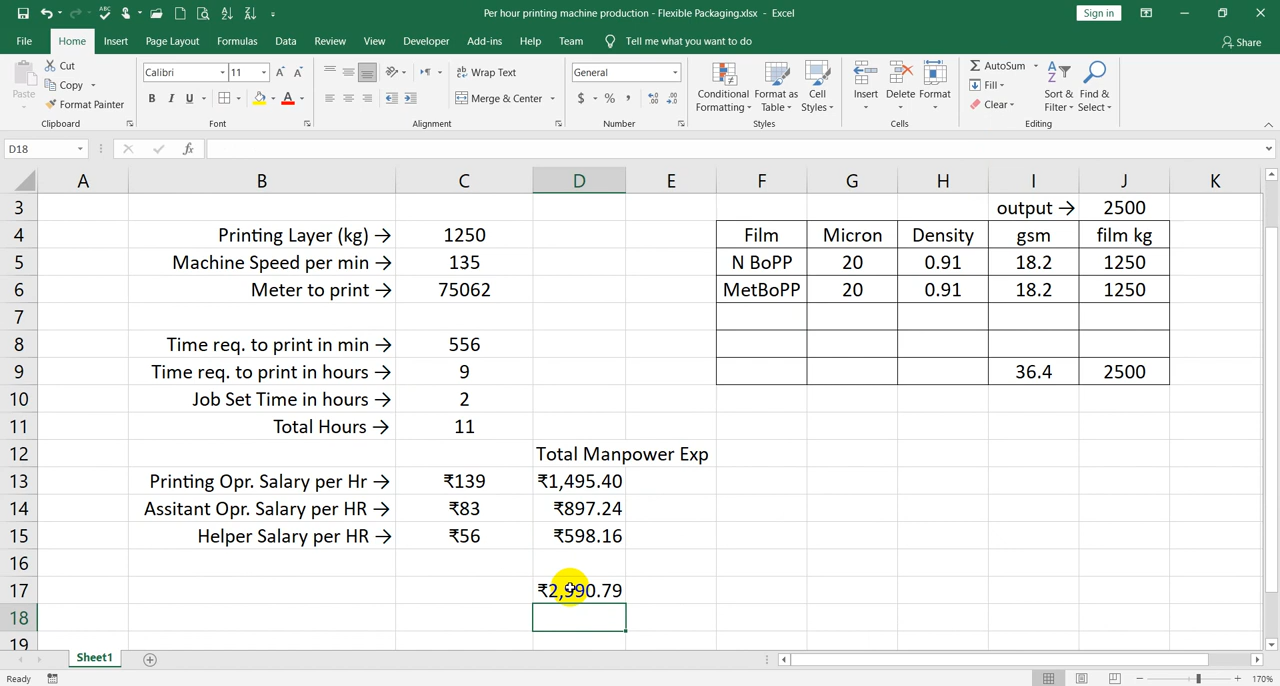 Per hour printing machine production - Flexible Packaging.xlsx - Excel
Sign in
File Home Insert Page Layout Formulas Data Review View Developer Add-ins Help Team Tell me what you want to do Share
Paste
Cut
Copy
Format Painter
Clipboard
Calibri 11
B I U
Font
Wrap Text
Merge & Center
Alignment
General
$ % ,
Number
Conditional Formatting
Format as Table
Cell Styles
Styles
Insert Delete Format
Cells
AutoSum
Fill
Clear
Sort & Filter
Find & Select
Editing
D18 fx
A B C D E F G H I J K
3 output → 2500
4 Printing Layer (kg) → 1250 Film Micron Density gsm film kg
5 Machine Speed per min → 135 N BoPP 20 0.91 18.2 1250
6 Meter to print → 75062 MetBoPP 20 0.91 18.2 1250
7
8 Time req. to print in min → 556
9 Time req. to print in hours → 9 36.4 2500
10 Job Set Time in hours → 2
11 Total Hours → 11
12 Total Manpower Exp
13 Printing Opr. Salary per Hr → ₹139 ₹1,495.40
14 Assitant Opr. Salary per HR → ₹83 ₹897.24
15 Helper Salary per HR → ₹56 ₹598.16
16
17 ₹2,990.79
18
19
Sheet1
Ready 170%